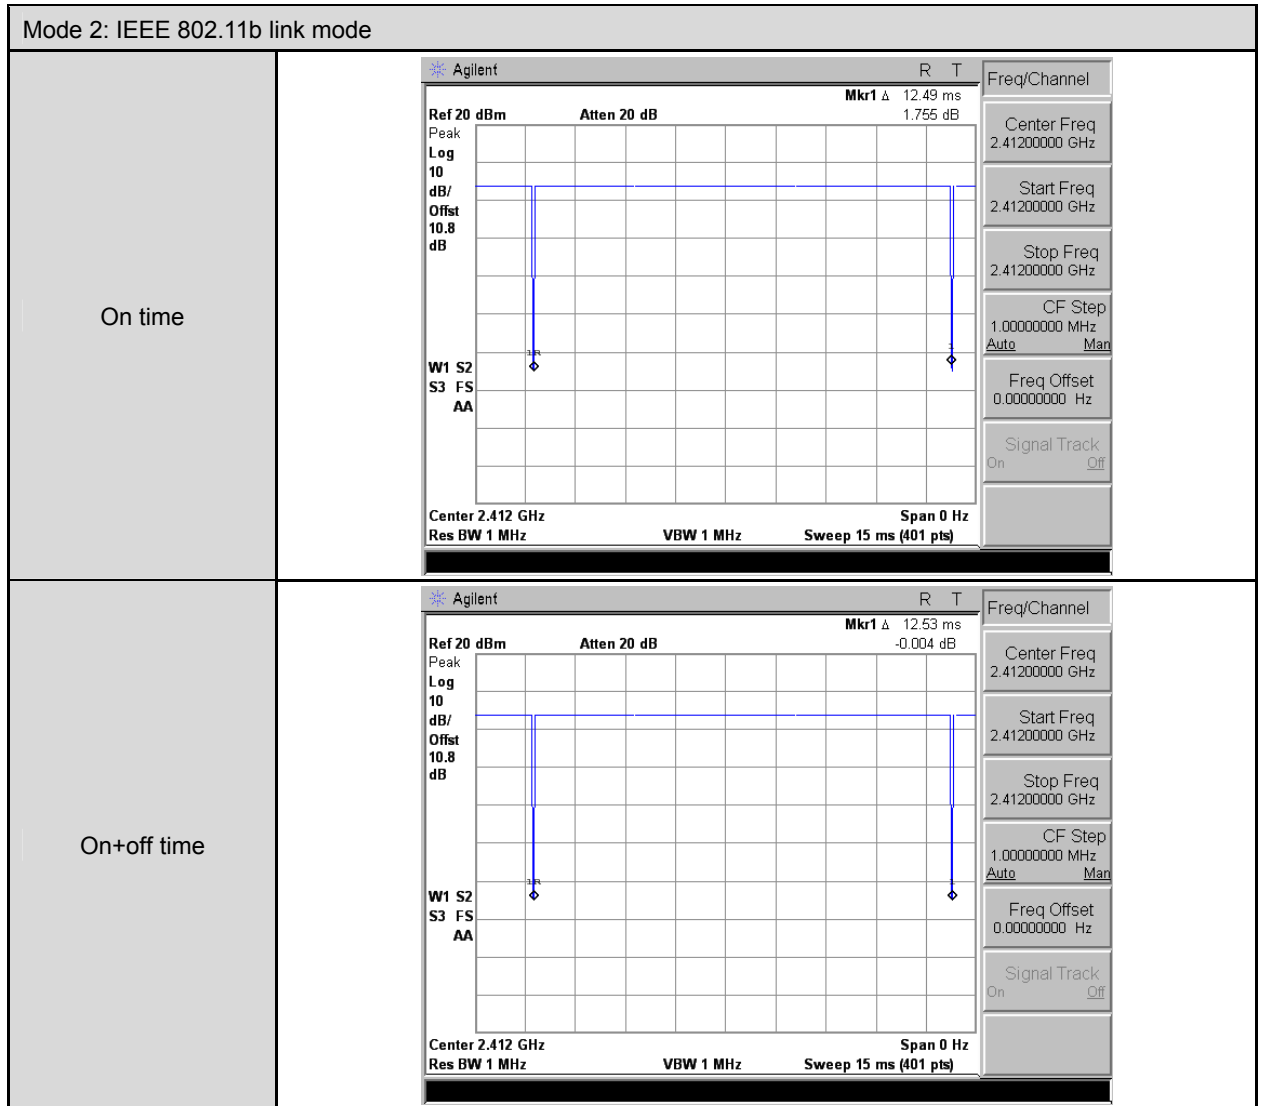 Mode 2: IEEE 802.11b link mode
On time
Agilent
R T
Mkr1 Δ 12.49 ms
Ref 20 dBm
Atten 20 dB
1.755 dB
Peak
Log
10
dB/
Offst
10.8
dB
1R
1
W1 S2
S3 FS
AA
Center 2.412 GHz
Span 0 Hz
Res BW 1 MHz
VBW 1 MHz
Sweep 15 ms (401 pts)
Freq/Channel
Center Freq
2.41200000 GHz
Start Freq
2.41200000 GHz
Stop Freq
2.41200000 GHz
CF Step
1.00000000 MHz
Auto Man
Freq Offset
0.00000000 Hz
Signal Track
On Off
On+off time
Agilent
R T
Mkr1 Δ 12.53 ms
Ref 20 dBm
Atten 20 dB
-0.004 dB
Peak
Log
10
dB/
Offst
10.8
dB
1R
1
W1 S2
S3 FS
AA
Center 2.412 GHz
Span 0 Hz
Res BW 1 MHz
VBW 1 MHz
Sweep 15 ms (401 pts)
Freq/Channel
Center Freq
2.41200000 GHz
Start Freq
2.41200000 GHz
Stop Freq
2.41200000 GHz
CF Step
1.00000000 MHz
Auto Man
Freq Offset
0.00000000 Hz
Signal Track
On Off